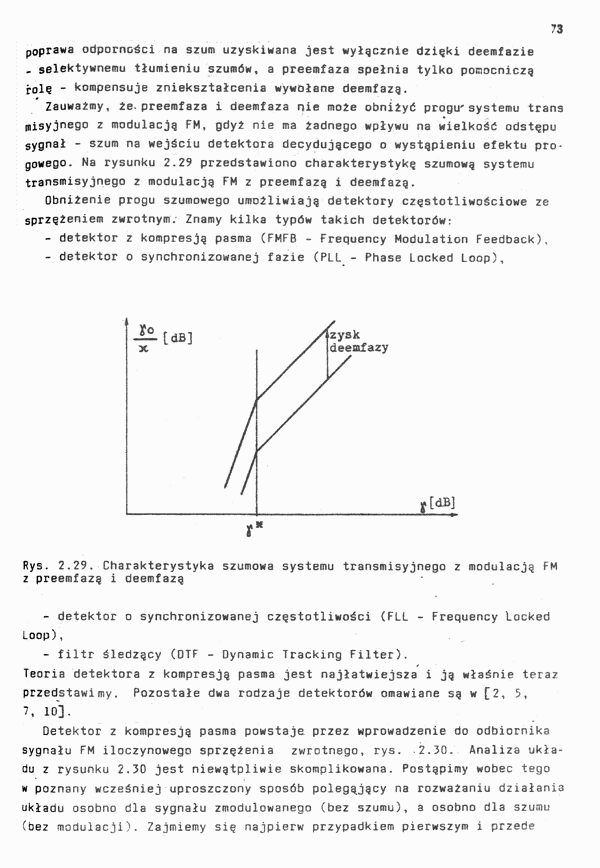 73
poprawa odporności na szum uzyskiwana jest wyłącznie dzięki deemfazie
- selektywnemu tłumieniu szumów, a preemfaza spełnia tylko pomocniczą
rolę - kompensuje zniekształcenia wywołane deemfazą.
Zauważmy, że preemfaza i deemfaza nie może obniżyć progu systemu trans
misyjnego z modulacją FM, gdyż nie ma żadnego wpływu na wielkość odstępu
sygnał - szum na wejściu detektora decydującego o wystąpieniu efektu pro-
gowego. Na rysunku 2.29 przedstawiono charakterystykę szumową systemu
transmisyjnego z modulacją FM z preemfazą i deemfazą.
Obniżenie progu szumowego umożliwiają detektory częstotliwościowe ze
sprzężeniem zwrotnym. Znamy kilka typów takich detektorów:
- detektor z kompresją pasma (FMFB - Frequency Modulation Feedback),
- detektor o synchronizowanej fazie (PLL - Phase Locked Loop),
γo
[dB]
x
zysk
deemfazy
γ[dB]
γ*
Rys. 2.29. Charakterystyka szumowa systemu transmisyjnego z modulacją FM
z preemfazą i deemfazą
- detektor o synchronizowanej częstotliwości (FLL - Frequency Locked
Loop),
- filtr śledzący (DTF - Dynamic Tracking Filter).
Teoria detektora z kompresją pasma jest najłatwiejsza i ją właśnie teraz
przedstawimy. Pozostałe dwa rodzaje detektorów omawiane są w [2, 5,
7, 10].
Detektor z kompresją pasma powstaje przez wprowadzenie do odbiornika
sygnału FM iloczynowego sprzężenia zwrotnego, rys. 2.30. Analiza ukła-
du z rysunku 2.30 jest niewątpliwie skomplikowana. Postąpimy wobec tego
w poznany wcześniej uproszczony sposób polegający na rozważaniu działania
układu osobno dla sygnału zmodulowanego (bez szumu), a osobno dla szumu
(bez modulacji). Zajmiemy się najpierw przypadkiem pierwszym i przede